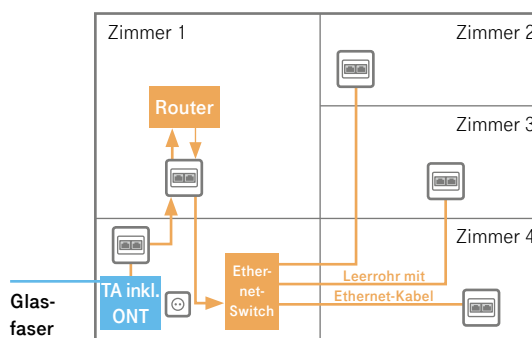 Zimmer 1
Zimmer 2
Router
Zimmer 3
Zimmer 4
Ether-
net-
Switch
Leerrohr mit
Ethernet-Kabel
TA inkl.
ONT
Glas-
faser